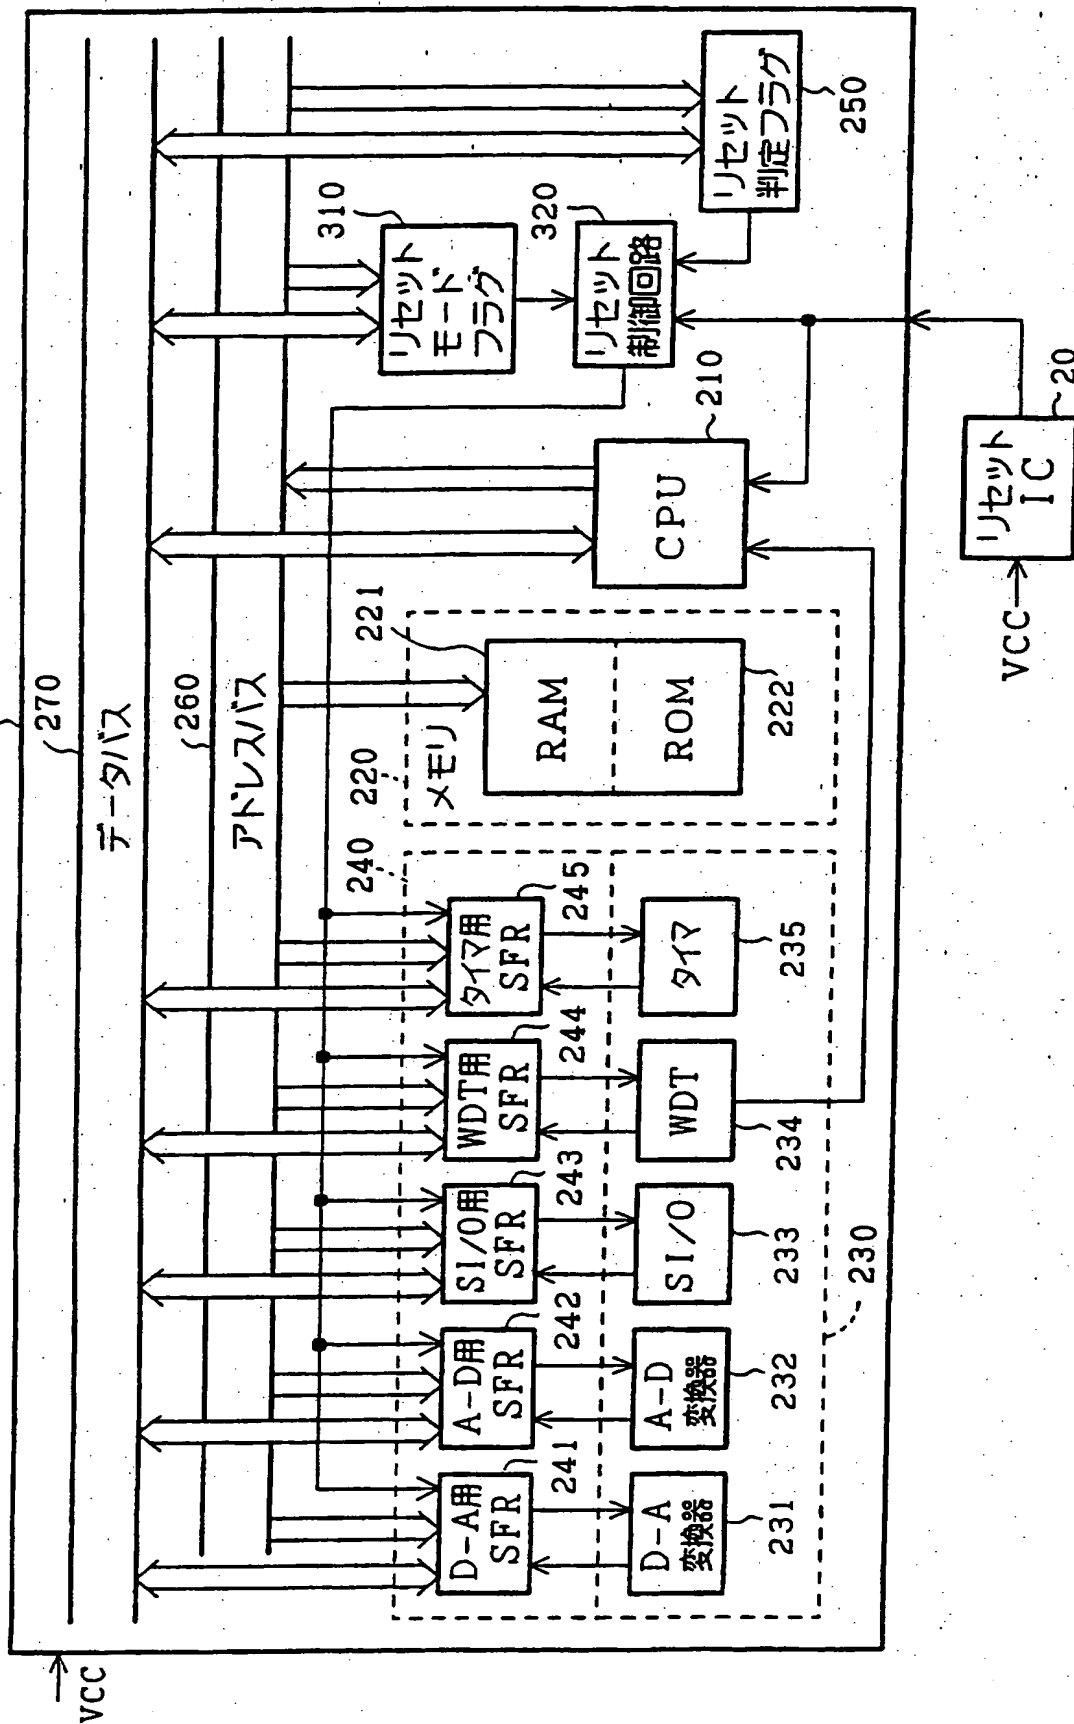 VCC
270
データバス
260
アドレスバス
240
220
メモリ
221
RAM
ROM
222
D-A用
SFR
241
A-D用
SFR
242
SI/O用
SFR
243
WDT用
SFR
244
タイマ用
SFR
245
D-A
変換器
231
A-D
変換器
232
SI/O
233
WDT
234
タイマ
235
230
CPU
210
リセット
モード
フラグ
310
リセット
制御回路
320
リセット
判定フラグ
250
リセット
IC
20
VCC